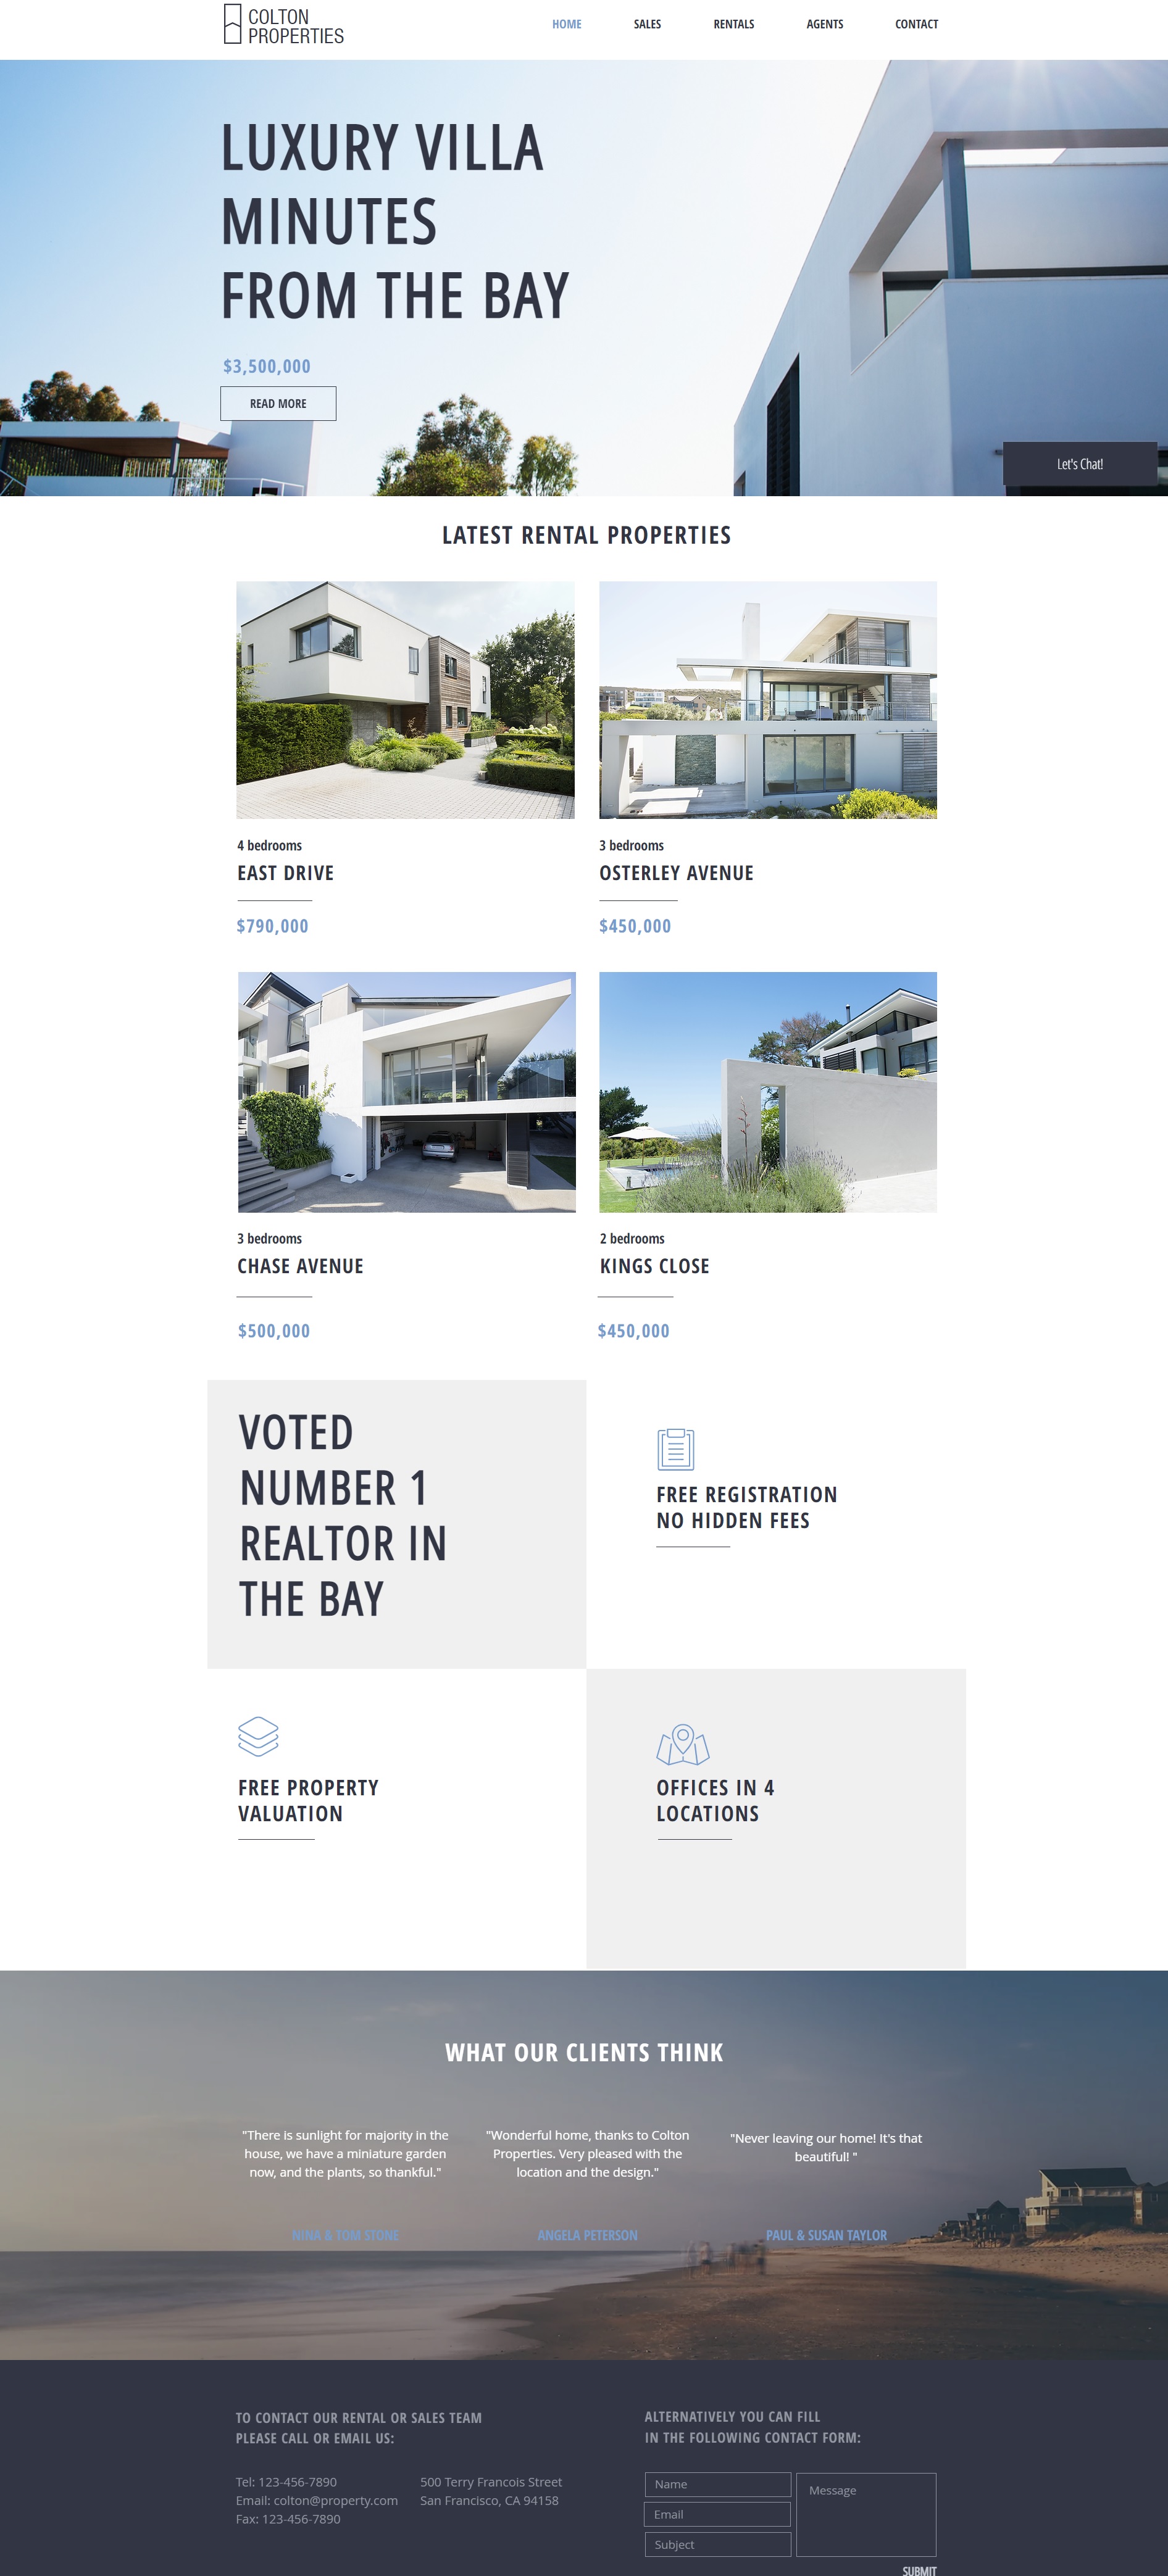 COLTON
PROPERTIES
HOME SALES RENTALS AGENTS CONTACT
LUXURY VILLA
MINUTES
FROM THE BAY
$3,500,000
READ MORE
Let's Chat!
LATEST RENTAL PROPERTIES
4 bedrooms
EAST DRIVE
$790,000
3 bedrooms
OSTERLEY AVENUE
$450,000
3 bedrooms
CHASE AVENUE
$500,000
2 bedrooms
KINGS CLOSE
$450,000
VOTED
NUMBER 1
REALTOR IN
THE BAY
FREE REGISTRATION
NO HIDDEN FEES
FREE PROPERTY
VALUATION
OFFICES IN 4
LOCATIONS
WHAT OUR CLIENTS THINK
"There is sunlight for majority in the
house, we have a miniature garden
now, and the plants, so thankful."
NINA & TOM STONE
"Wonderful home, thanks to Colton
Properties. Very pleased with the
location and the design."
ANGELA PETERSON
"Never leaving our home! It's that
beautiful! "
PAUL & SUSAN TAYLOR
TO CONTACT OUR RENTAL OR SALES TEAM
PLEASE CALL OR EMAIL US:
Tel: 123-456-7890
Email: colton@property.com
Fax: 123-456-7890
500 Terry Francois Street
San Francisco, CA 94158
ALTERNATIVELY YOU CAN FILL
IN THE FOLLOWING CONTACT FORM:
Name
Email
Subject
Message
SUBMIT